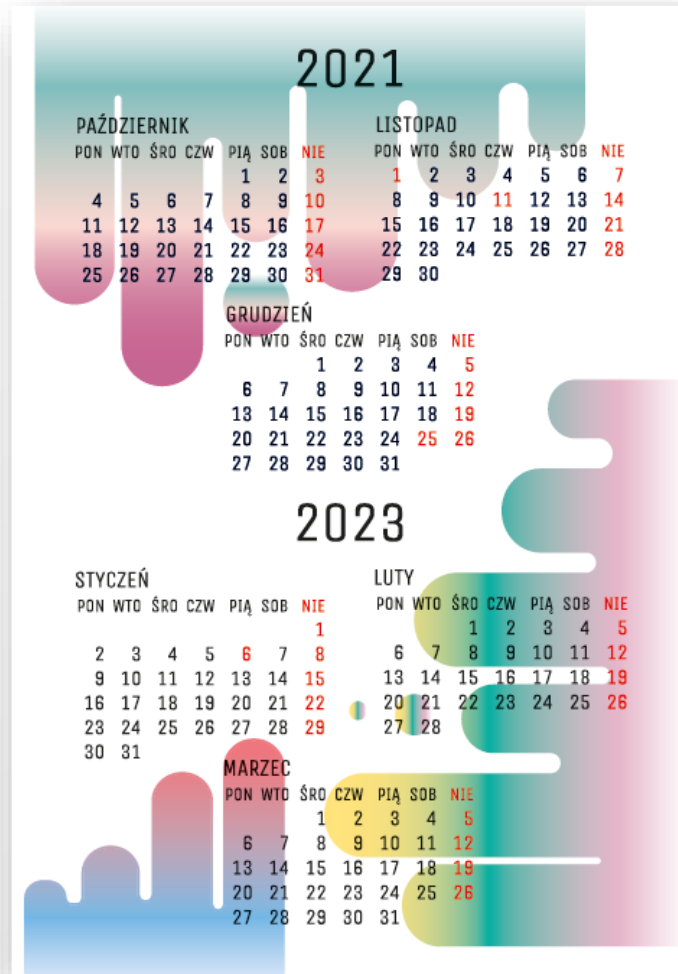 2021
PAŹDZIERNIK
PON WTO ŚRO CZW PIĄ SOB NIE
1 2 3
4 5 6 7 8 9 10
11 12 13 14 15 16 17
18 19 20 21 22 23 24
25 26 27 28 29 30 31
LISTOPAD
PON WTO ŚRO CZW PIĄ SOB NIE
1 2 3 4 5 6 7
8 9 10 11 12 13 14
15 16 17 18 19 20 21
22 23 24 25 26 27 28
29 30
GRUDZIEŃ
PON WTO ŚRO CZW PIĄ SOB NIE
1 2 3 4 5
6 7 8 9 10 11 12
13 14 15 16 17 18 19
20 21 22 23 24 25 26
27 28 29 30 31
2023
STYCZEŃ
PON WTO ŚRO CZW PIĄ SOB NIE
1
2 3 4 5 6 7 8
9 10 11 12 13 14 15
16 17 18 19 20 21 22
23 24 25 26 27 28 29
30 31
LUTY
PON WTO ŚRO CZW PIĄ SOB NIE
1 2 3 4 5
6 7 8 9 10 11 12
13 14 15 16 17 18 19
20 21 22 23 24 25 26
27 28
MARZEC
PON WTO ŚRO CZW PIĄ SOB NIE
1 2 3 4 5
6 7 8 9 10 11 12
13 14 15 16 17 18 19
20 21 22 23 24 25 26
27 28 29 30 31